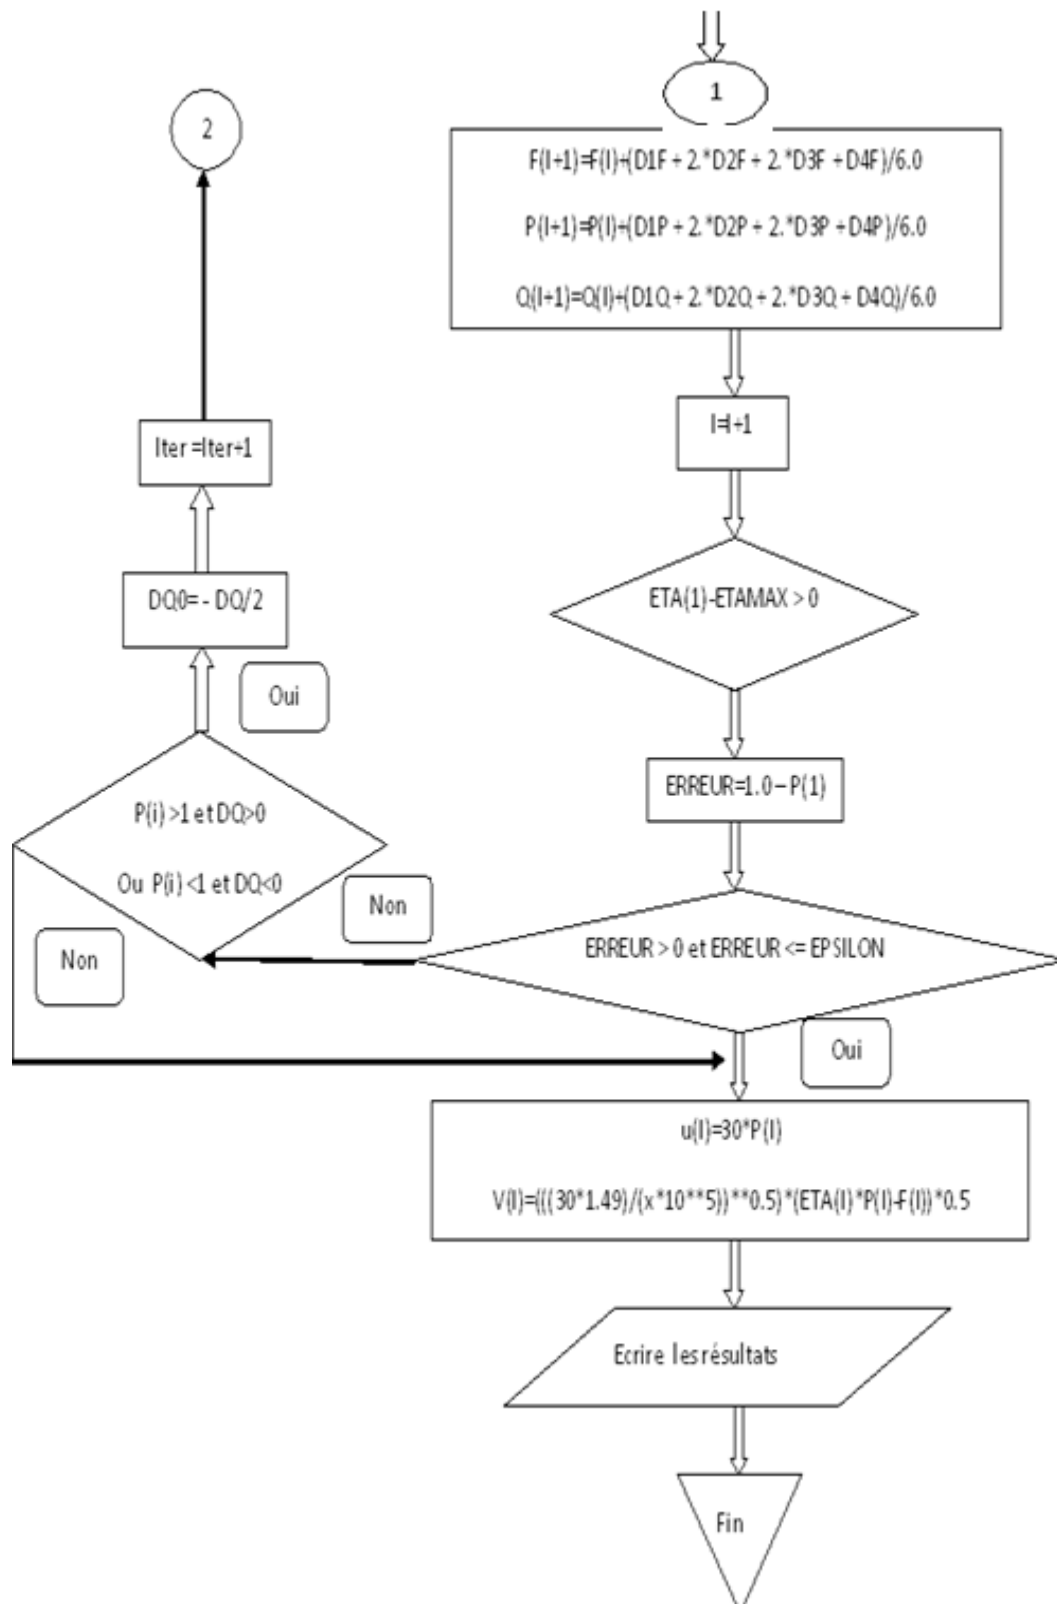 1
F(I+1)=F(I)+(D1F + 2.*D2F + 2.*D3F + D4F)/6.0
P(I+1)=P(I)+(D1P + 2.*D2P + 2.*D3P + D4P)/6.0
Q(I+1)=Q(I)+(D1Q + 2.*D2Q + 2.*D3Q + D4Q)/6.0
I=I+1
ETA(1)-ETAMAX > 0
ERREUR=1.0 – P(1)
ERREUR > 0 et ERREUR <= EPSILON
Non
Oui
2
Iter =Iter+1
DQ0= - DQ/2
Oui
P(i) >1 et DQ>0
Ou P(i) <1 et DQ<0
Non
u(I)=30*P(I)
V(I)=(((30*1.49)/(x*10**5))**0.5)*(ETA(I)*P(I)-F(I))*0.5
Ecrire les résultats
Fin